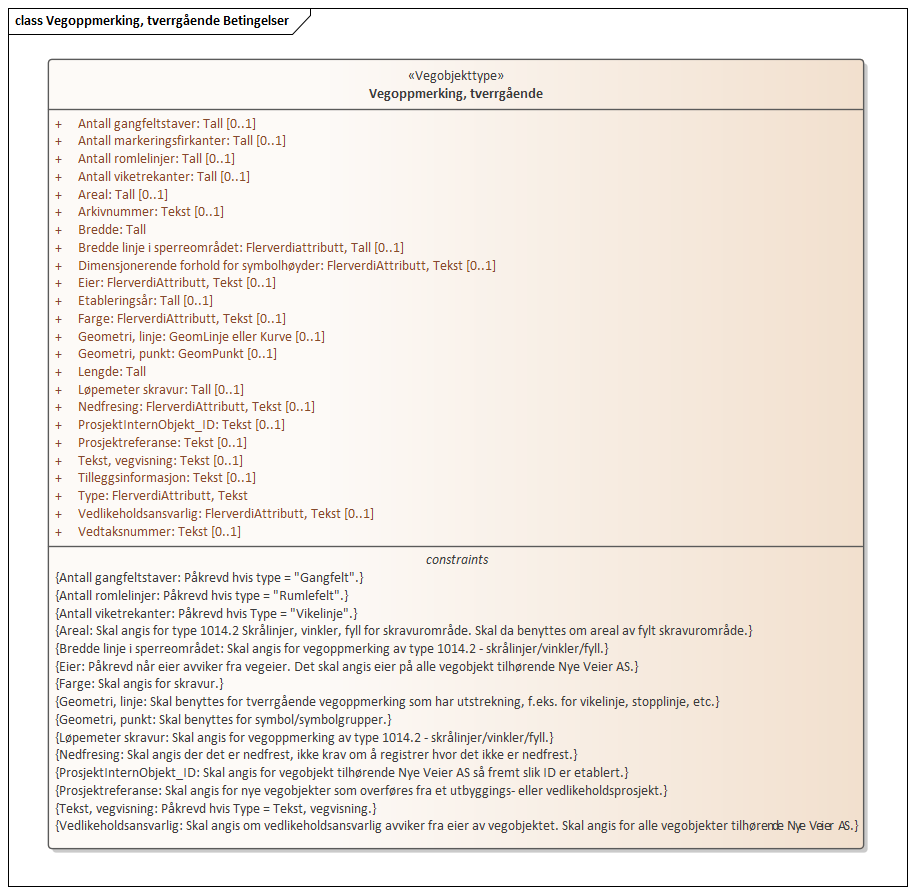 class Vegoppmerking, tverrgående Betingelser
«Vegobjekttype»
Vegoppmerking, tverrgående
+ Antall gangfeltstaver: Tall [0..1]
+ Antall markeringsfirkanter: Tall [0..1]
+ Antall romlelinjer: Tall [0..1]
+ Antall viketrekanter: Tall [0..1]
+ Areal: Tall [0..1]
+ Arkivnummer: Tekst [0..1]
+ Bredde: Tall
+ Bredde linje i sperreområdet: Flerverdiattributt, Tall [0..1]
+ Dimensjonerende forhold for symbolhøyder: FlerverdiAttributt, Tekst [0..1]
+ Eier: FlerverdiAttributt, Tekst [0..1]
+ Etableringsår: Tall [0..1]
+ Farge: FlerverdiAttributt, Tekst [0..1]
+ Geometri, linje: GeomLinje eller Kurve [0..1]
+ Geometri, punkt: GeomPunkt [0..1]
+ Lengde: Tall
+ Løpemeter skravur: Tall [0..1]
+ Nedfresing: FlerverdiAttributt, Tekst [0..1]
+ ProsjektInternObjekt_ID: Tekst [0..1]
+ Prosjektreferanse: Tekst [0..1]
+ Tekst, vegvisning: Tekst [0..1]
+ Tilleggsinformasjon: Tekst [0..1]
+ Type: FlerverdiAttributt, Tekst
+ Vedlikeholdsansvarlig: FlerverdiAttributt, Tekst [0..1]
+ Vedtaksnummer: Tekst [0..1]
constraints
{Antall gangfeltstaver: Påkrevd hvis type = "Gangfelt".}
{Antall romlelinjer: Påkrevd hvis type = "Rumlefelt".}
{Antall viketrekanter: Påkrevd hvis Type = "Vikelinje".}
{Areal: Skal angis for type 1014.2 Skrålinjer, vinkler, fyll for skravurområde. Skal da benyttes om areal av fylt skravurområde.}
{Bredde linje i sperreområdet: Skal angis for vegoppmerking av type 1014.2 - skrålinjer/vinkler/fyll.}
{Eier: Påkrevd når eier avviker fra vegeier. Det skal angis eier på alle vegobjekt tilhørende Nye Veier AS.}
{Farge: Skal angis for skravur.}
{Geometri, linje: Skal benyttes for tverrgående vegoppmerking som har utstrekning, f.eks. for vikelinje, stopplinje, etc.}
{Geometri, punkt: Skal benyttes for symbol/symbolgrupper.}
{Løpemeter skravur: Skal angis for vegoppmerking av type 1014.2 - skrålinjer/vinkler/fyll.}
{Nedfresing: Skal angis der det er nedfrest, ikke krav om å registrer hvor det ikke er nedfrest.}
{ProsjektInternObjekt_ID: Skal angis for vegobjekt tilhørende Nye Veier AS så fremt slik ID er etablert.}
{Prosjektreferanse: Skal angis for nye vegobjekter som overføres fra et utbyggings- eller vedlikeholdsprosjekt.}
{Tekst, vegvisning: Påkrevd hvis Type = Tekst, vegvisning.}
{Vedlikeholdsansvarlig: Skal angis om vedlikeholdsansvarlig avviker fra eier av vegobjektet. Skal angis for alle vegobjekter tilhørende Nye Veier AS.}